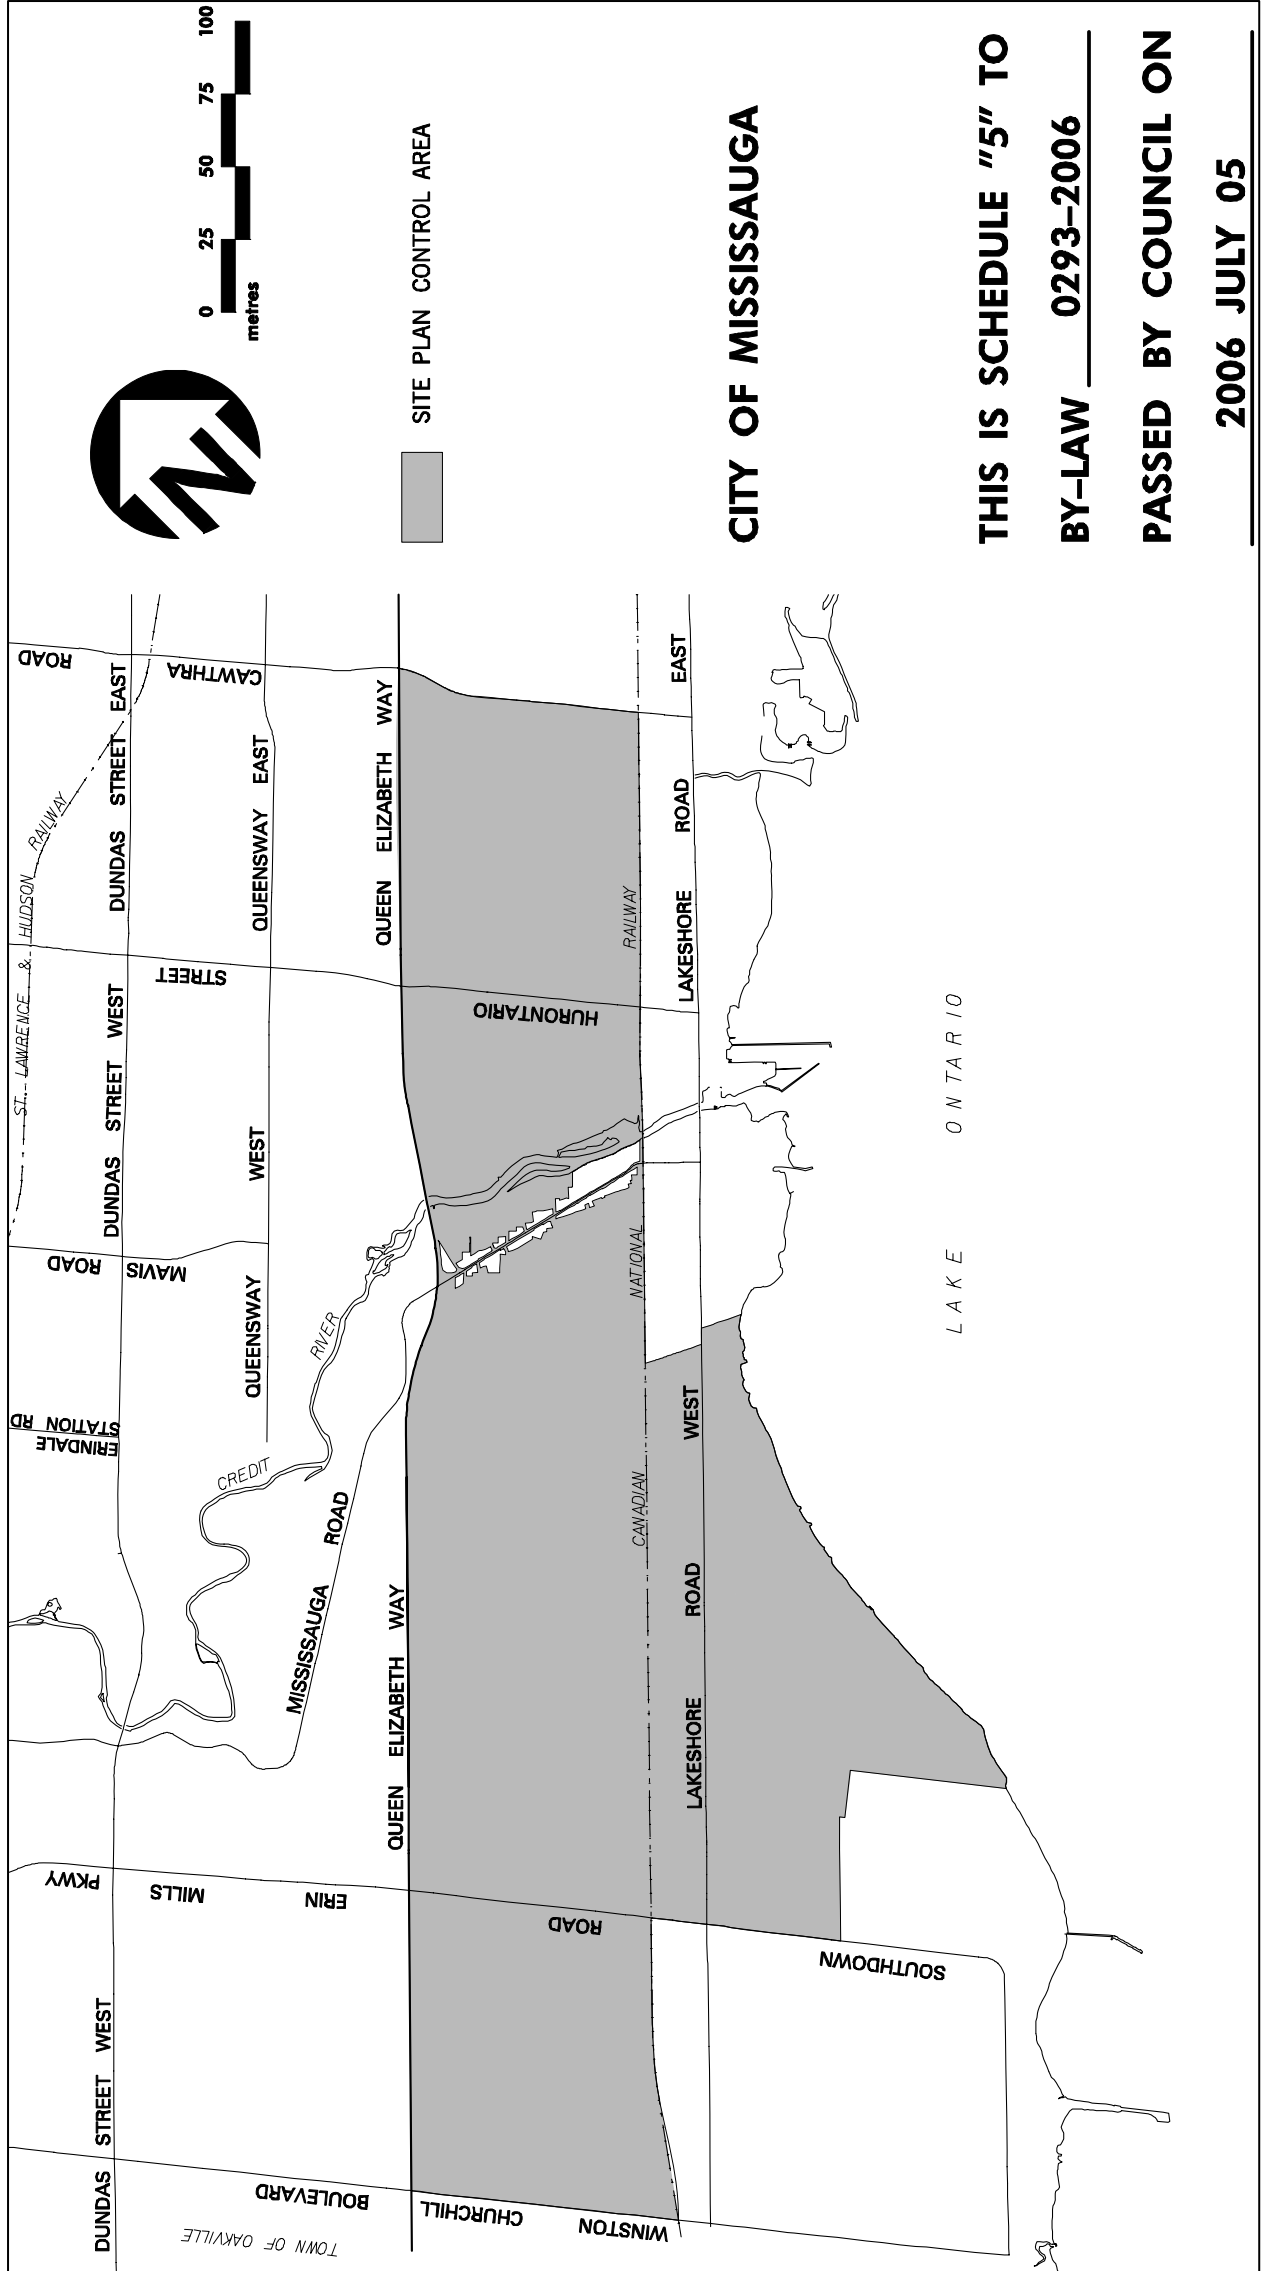 ROAD
CAWTHRA
DUNDAS STREET EAST
QUEENSWAY EAST
QUEEN ELIZABETH WAY
LAKESHORE ROAD EAST
ST. LAWRENCE & HUDSON RAILWAY
STREET
HURONTARIO
DUNDAS STREET WEST
QUEENSWAY WEST
MAVIS ROAD
ERINDALE
STATION RD
CREDIT RIVER
MISSISSAUGA ROAD
QUEEN ELIZABETH WAY
CANADIAN NATIONAL RAILWAY
LAKESHORE ROAD WEST
ERIN MILLS PKWY
SOUTHDOWN ROAD
DUNDAS STREET WEST
WINSTON CHURCHILL BOULEVARD
TOWN OF OAKVILLE
LAKE ONTARIO
N
0 25 50 75 100
metres
SITE PLAN CONTROL AREA
CITY OF MISSISSAUGA
THIS IS SCHEDULE "5" TO
BY-LAW 0293-2006
PASSED BY COUNCIL ON
2006 JULY 05